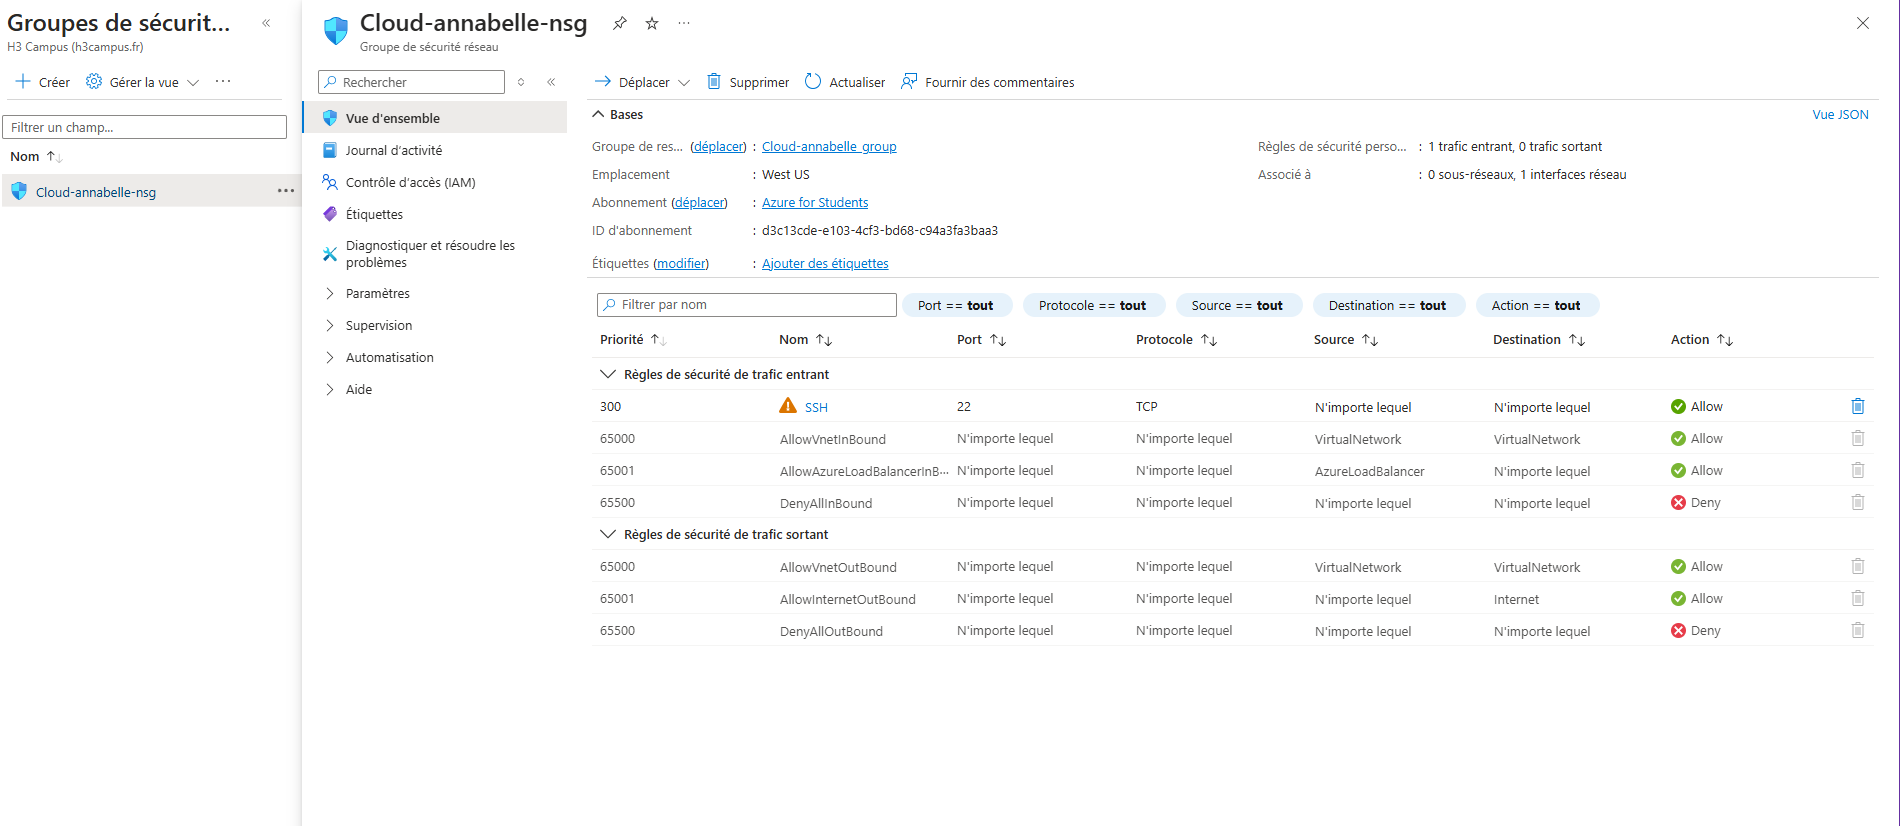 Groupes de sécurit...
H3 Campus (h3campus.fr)
Créer
Gérer la vue
Filtrer un champ...
Nom
Cloud-annabelle-nsg
Cloud-annabelle-nsg
Groupe de sécurité réseau
Rechercher
Vue d'ensemble
Journal d'activité
Contrôle d'accès (IAM)
Étiquettes
Diagnostiquer et résoudre les
problèmes
Paramètres
Supervision
Automatisation
Aide
Déplacer Supprimer Actualiser Fournir des commentaires
Bases Vue JSON
Groupe de res... (déplacer) : Cloud-annabelle_group
Emplacement : West US
Abonnement (déplacer) : Azure for Students
ID d'abonnement : d3c13cde-e103-4cf3-bd68-c94a3fa3baa3
Étiquettes (modifier) : Ajouter des étiquettes
Règles de sécurité perso... : 1 trafic entrant, 0 trafic sortant
Associé à : 0 sous-réseaux, 1 interfaces réseau
Filtrer par nom Port == tout Protocole == tout Source == tout Destination == tout Action == tout
Priorité Nom Port Protocole Source Destination Action
Règles de sécurité de trafic entrant
300 SSH 22 TCP N'importe lequel N'importe lequel Allow
65000 AllowVnetInBound N'importe lequel N'importe lequel VirtualNetwork VirtualNetwork Allow
65001 AllowAzureLoadBalancerInB... N'importe lequel N'importe lequel AzureLoadBalancer N'importe lequel Allow
65500 DenyAllInBound N'importe lequel N'importe lequel N'importe lequel N'importe lequel Deny
Règles de sécurité de trafic sortant
65000 AllowVnetOutBound N'importe lequel N'importe lequel VirtualNetwork VirtualNetwork Allow
65001 AllowInternetOutBound N'importe lequel N'importe lequel N'importe lequel Internet Allow
65500 DenyAllOutBound N'importe lequel N'importe lequel N'importe lequel N'importe lequel Deny